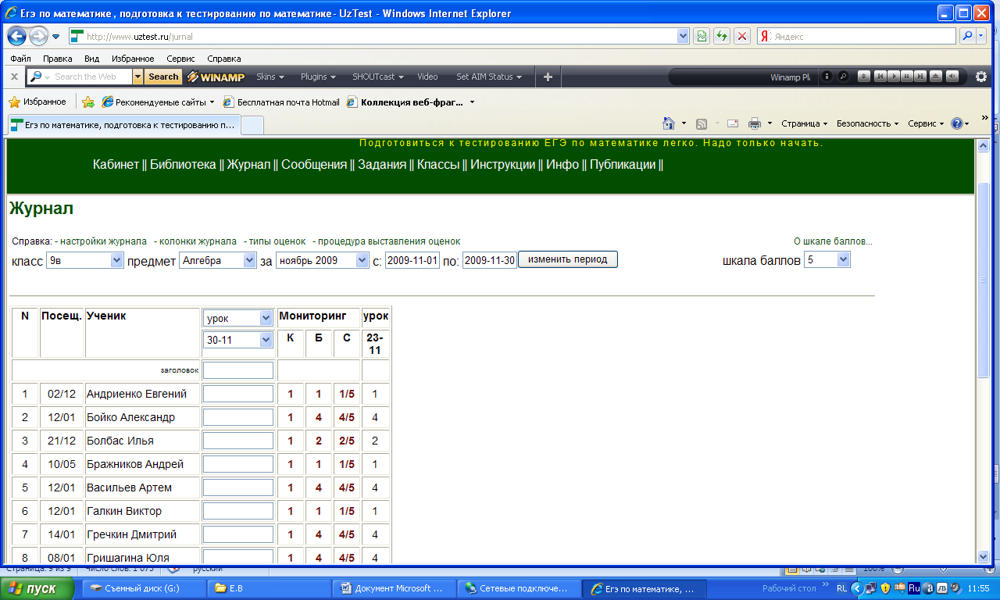 Егэ по математике , подготовка к тестированию по математике- UzTest - Windows Internet Explorer
http://www.uztest.ru/jurnal
Яндекс
Файл Правка Вид Избранное Сервис Справка
Search the Web Search WINAMP Skins Plugins SHOUTcast Video Set AIM Status Winamp Pl
Избранное Рекомендуемые сайты Бесплатная почта Hotmail Коллекция веб-фраг...
Егэ по математике, подготовка к тестированию п... Страница Безопасность Сервис
Подготовиться к тестированию ЕГЭ по математике легко. Надо только начать.
Кабинет || Библиотека || Журнал || Сообщения || Задания || Классы || Инструкции || Инфо || Публикации ||
Журнал
Справка: - настройки журнала - колонки журнала - типы оценок - процедура выставления оценок О шкале баллов...
класс 9в предмет Алгебра за ноябрь 2009 с: 2009-11-01 по: 2009-11-30 изменить период шкала баллов 5
N Посещ. Ученик урок Мониторинг урок
30-11 К Б С 23-11
заголовок
1 02/12 Андриенко Евгений 1 1 1/5 1
2 12/01 Бойко Александр 1 4 4/5 4
3 21/12 Болбас Илья 1 2 2/5 2
4 10/05 Бражников Андрей 1 1 1/5 1
5 12/01 Васильев Артем 1 4 4/5 4
6 12/01 Галкин Виктор 1 1 1/5 1
7 14/01 Гречкин Дмитрий 1 4 4/5 4
8 08/01 Гришагина Юля 1 4 4/5 4
Страница: 9 из 9 Число слов: 1 075 русский 100%
пуск Съемный диск (G:) Е.В Документ Microsoft ... Сетевые подключе... Егэ по математике, ... Рабочий стол RL Ru 11:55